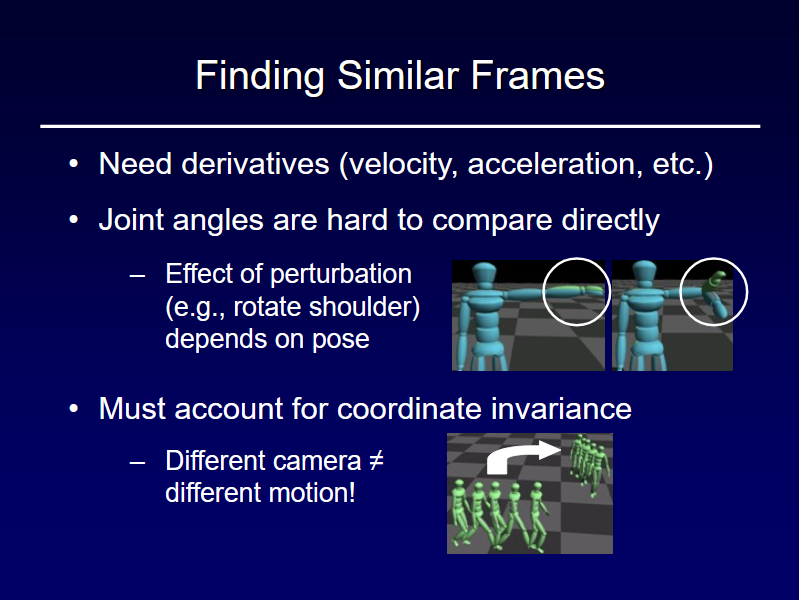 Finding Similar Frames
• Need derivatives (velocity, acceleration, etc.)
• Joint angles are hard to compare directly
– Effect of perturbation
(e.g., rotate shoulder)
depends on pose
• Must account for coordinate invariance
– Different camera ≠
different motion!